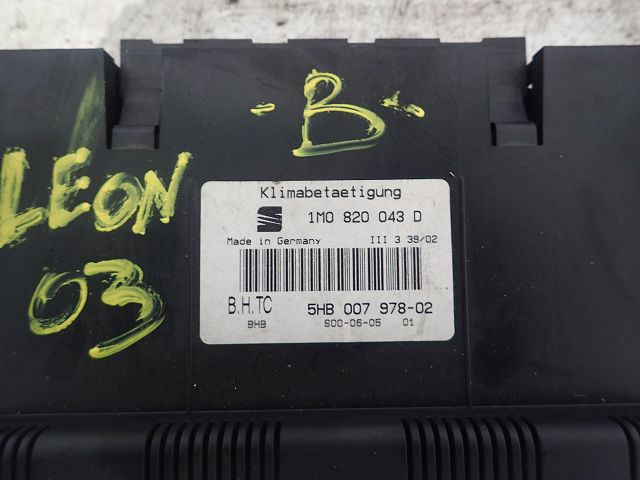 -B-
LEON
03
Klimabetaetigung
1M0 820 043 D
Made in Germany III 3 39/02
B.H.TC 5HB 007 978-02
BHB S00-06-05 01